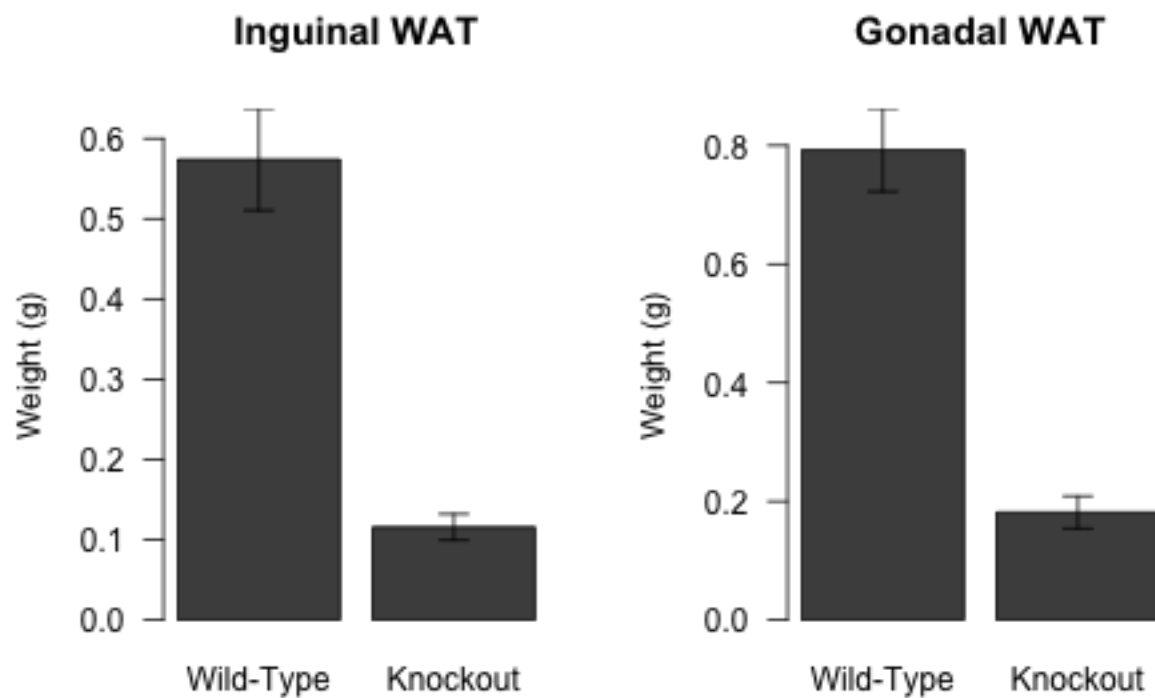 Inguinal WAT
Weight (g)
0.6
0.5
0.4
0.3
0.2
0.1
0.0
Wild-Type Knockout
Gonadal WAT
Weight (g)
0.8
0.6
0.4
0.2
0.0
Wild-Type Knockout